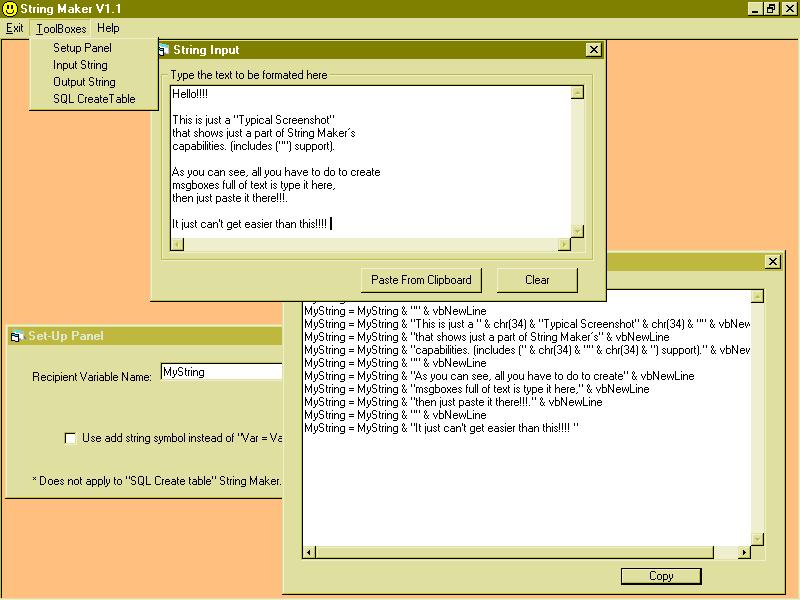 String Maker V1.1
Exit ToolBoxes Help
Setup Panel
Input String
Output String
SQL CreateTable
String Input
Type the text to be formated here
Hello!!!!
This is just a "Typical Screenshot"
that shows just a part of String Maker´s
capabilities. (includes ("") support).
As you can see, all you have to do to create
msgboxes full of text is type it here,
then just paste it there!!!.
It just can't get easier than this!!!!
Paste From Clipboard Clear
MyString = MyString & "" & vbNewLine
MyString = MyString & "This is just a " & chr(34) & "Typical Screenshot" & chr(34) & "" & vbNew
MyString = MyString & "that shows just a part of String Maker´s" & vbNewLine
MyString = MyString & "capabilities. (includes (" & chr(34) & "" & chr(34) & ") support)." & vbNew
MyString = MyString & "" & vbNewLine
MyString = MyString & "As you can see, all you have to do to create" & vbNewLine
MyString = MyString & "msgboxes full of text is type it here," & vbNewLine
MyString = MyString & "then just paste it there!!!." & vbNewLine
MyString = MyString & "" & vbNewLine
MyString = MyString & "It just can't get easier than this!!!! "
Copy
Set-Up Panel
Recipient Variable Name: MyString
Use add string symbol instead of "Var = Va
* Does not apply to "SQL Create table" String Maker.